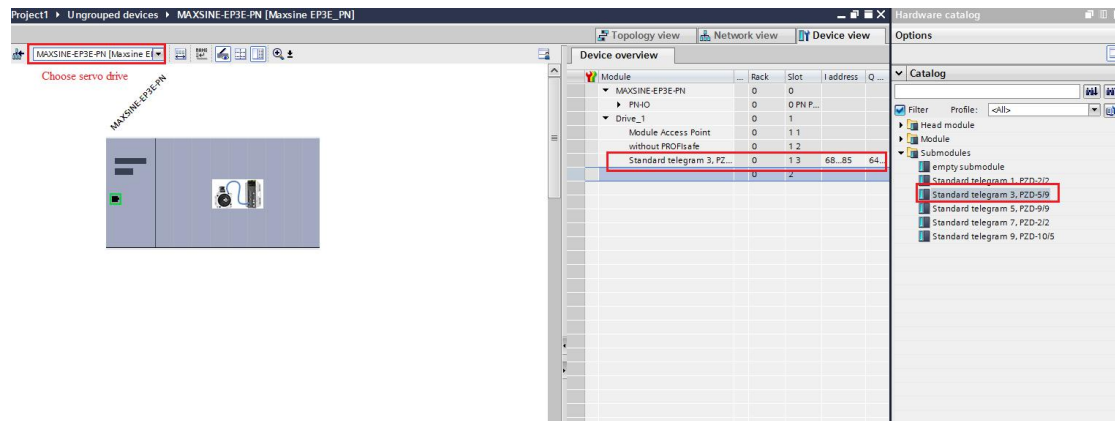 Project1 ▸ Ungrouped devices ▸ MAXSINE-EP3E-PN [Maxsine EP3E_PN]
Topology view Network view Device view
MAXSINE-EP3E-PN [Maxsine E
Choose servo drive
MAXSINE-EP3E-PN
Device overview
Module ... Rack Slot I address Q ...
MAXSINE-EP3E-PN 0 0
PN-IO 0 0 PN P...
Drive_1 0 1
Module Access Point 0 1 1
without PROFIsafe 0 1 2
Standard telegram 3, PZ... 0 1 3 68...85 64...
0 2
Hardware catalog
Options
Catalog
Filter Profile: <All>
Head module
Module
Submodules
empty submodule
Standard telegram 1, PZD-2/2
Standard telegram 3, PZD-5/9
Standard telegram 5, PZD-9/9
Standard telegram 7, PZD-2/2
Standard telegram 9, PZD-10/5